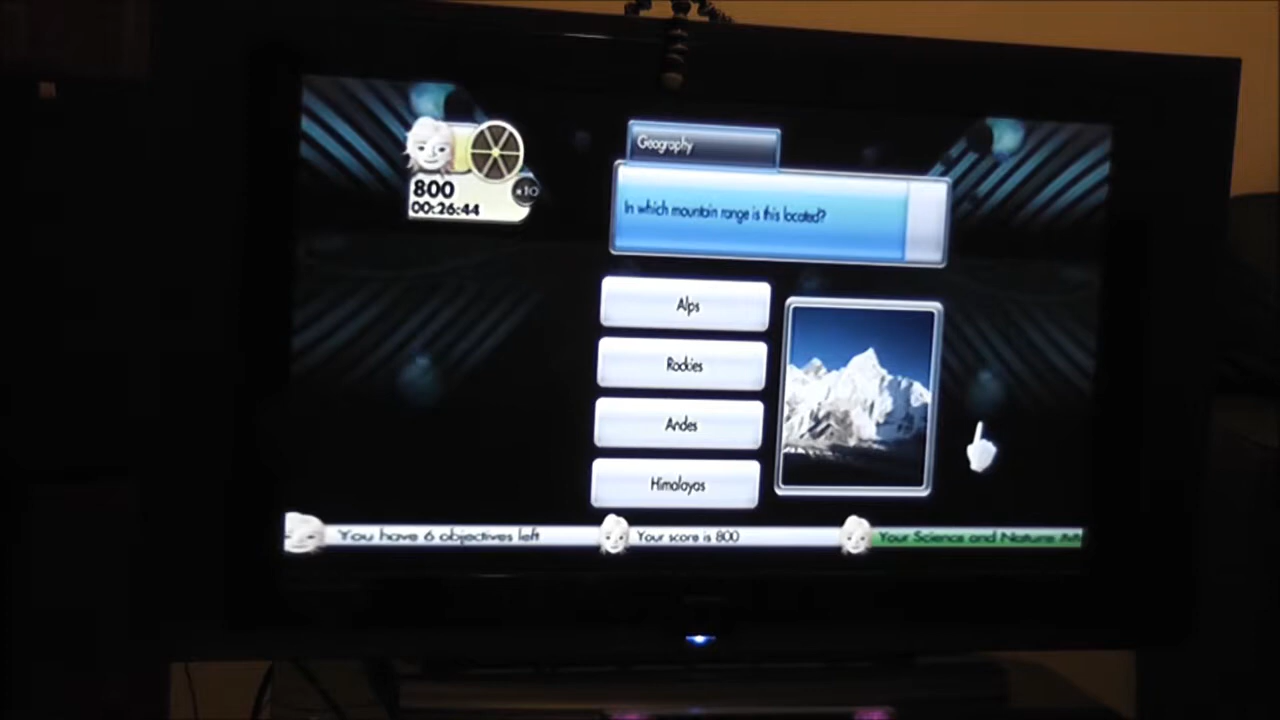 Geography
In which mountain range is this located?
800
x10
00:26:44
Alps
Rockies
Andes
Himalayas
You have 6 objectives left
Your score is 800
Your Science and Nature